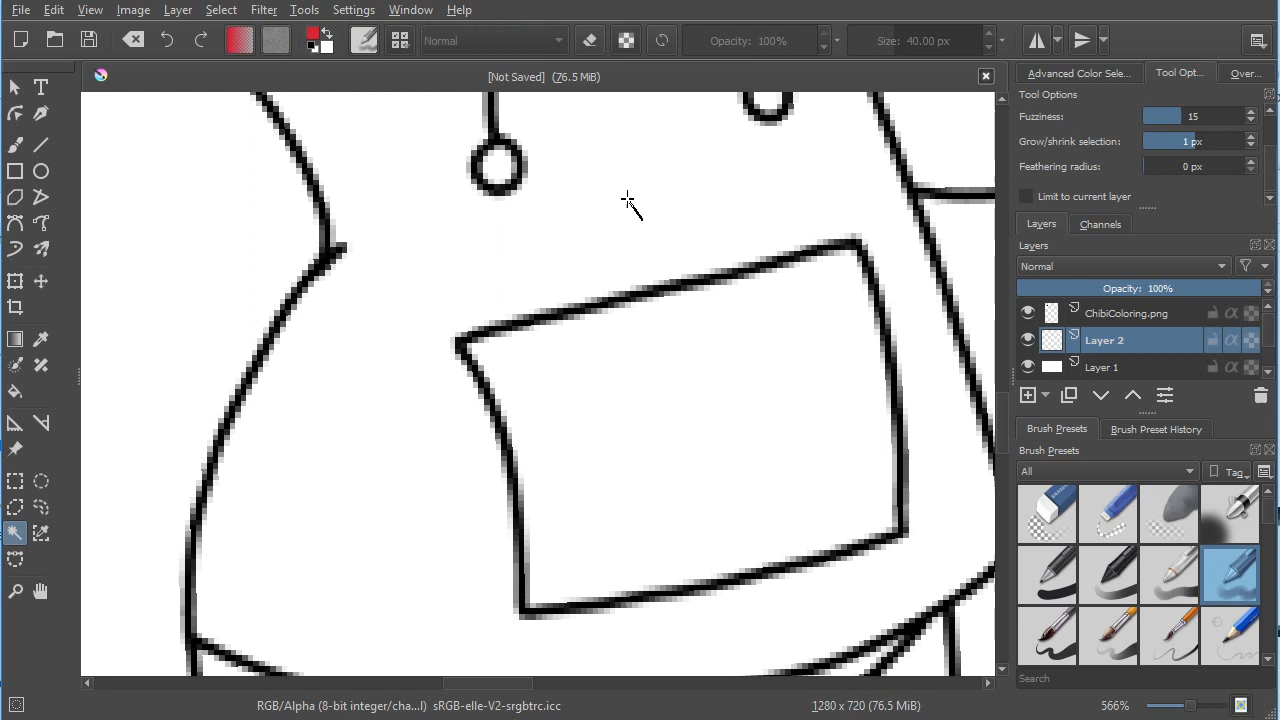 File Edit View Image Layer Select Filter Tools Settings Window Help
Normal Opacity: 100% Size: 40.00 px
[Not Saved] (76.5 MiB)
Advanced Color Sele... Tool Opt... Over...
Tool Options
Fuzziness: 15
Grow/shrink selection: 1 px
Feathering radius: 0 px
Limit to current layer
Layers Channels
Layers
Normal
Opacity: 100%
ChibiColoring.png
Layer 2
Layer 1
Brush Presets Brush Preset History
Brush Presets
All Tag
Search
RGB/Alpha (8-bit integer/cha...l) sRGB-elle-V2-srgbtrc.icc 1280 x 720 (76.5 MiB) 566%